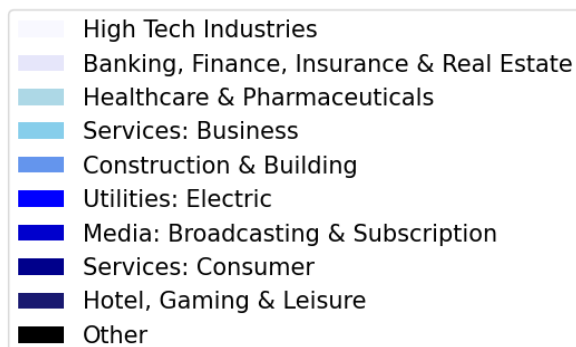 High Tech Industries
Banking, Finance, Insurance & Real Estate
Healthcare & Pharmaceuticals
Services: Business
Construction & Building
Utilities: Electric
Media: Broadcasting & Subscription
Services: Consumer
Hotel, Gaming & Leisure
Other